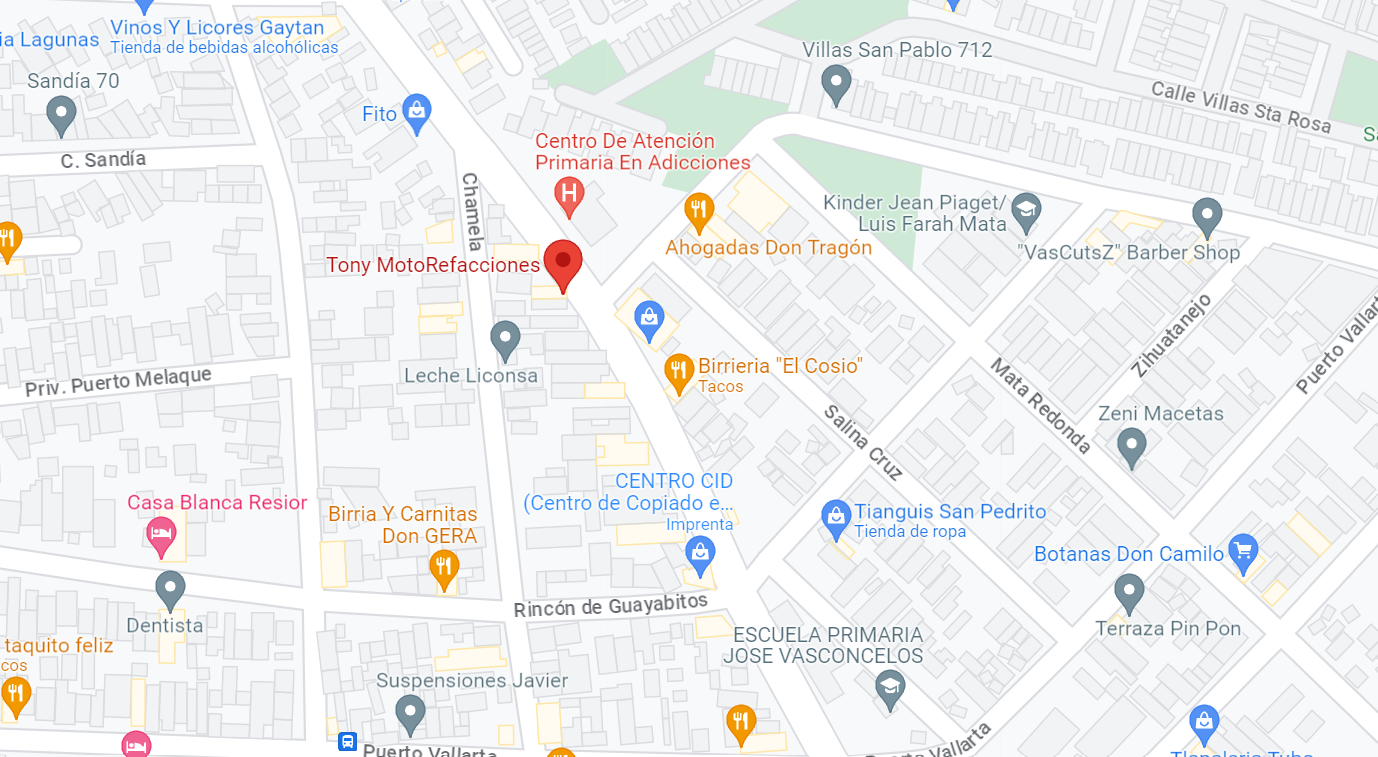 Vinos Y Licores Gaytan
Tienda de bebidas alcohólicas
Lagunas
Sandía 70
Villas San Pablo 712
Calle Villas Sta Rosa
Fito
C. Sandía
Centro De Atención
Primaria En Adicciones
H
Chamela
Kinder Jean Piaget/
Luis Farah Mata
"VasCutsZ" Barber Shop
Ahogadas Don Tragón
Tony MotoRefacciones
Zihuatanejo
Puerto Vallart
Leche Liconsa
Priv. Puerto Melaque
Birrieria "El Cosio"
Tacos
Mata Redonda
Salina Cruz
Zeni Macetas
CENTRO CID
(Centro de Copiado e...
Imprenta
Casa Blanca Resior
Birria Y Carnitas
Don GERA
Tianguis San Pedrito
Tienda de ropa
Botanas Don Camilo
Rincón de Guayabitos
Dentista
ESCUELA PRIMARIA
JOSE VASCONCELOS
Terraza Pin Pon
taquito feliz
cos
Suspensiones Javier
Puerto Vallarta
Puerto Vallarta